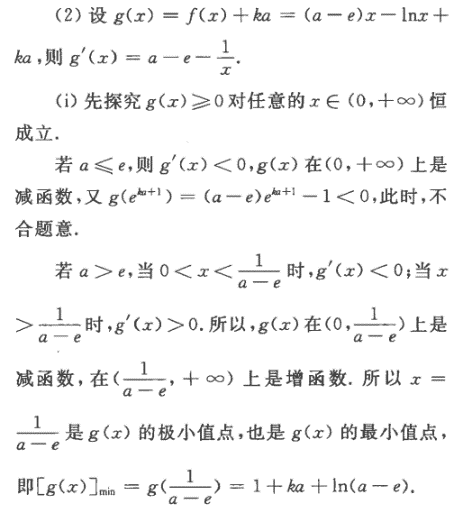 (2) 设 g(x) = f(x) + ka = (a − e)x − lnx +
ka,则 g′(x) = a − e − 1/x.
(i) 先探究 g(x) ≥ 0 对任意的 x ∈ (0, +∞) 恒
成立.
若 a ≤ e,则 g′(x) < 0, g(x) 在 (0, +∞) 上是
减函数,又 g(e^{ka+1}) = (a − e)e^{ka+1} − 1 < 0,此时,不
合题意.
若 a > e,当 0 < x < 1/(a − e) 时, g′(x) < 0;当 x
> 1/(a − e) 时, g′(x) > 0. 所以, g(x) 在 (0, 1/(a − e)) 上是
减函数,在 (1/(a − e), + ∞) 上是增函数. 所以 x =
1/(a − e) 是 g(x) 的极小值点,也是 g(x) 的最小值点,
即[g(x)]_{min} = g(1/(a − e)) = 1 + ka + ln(a − e).